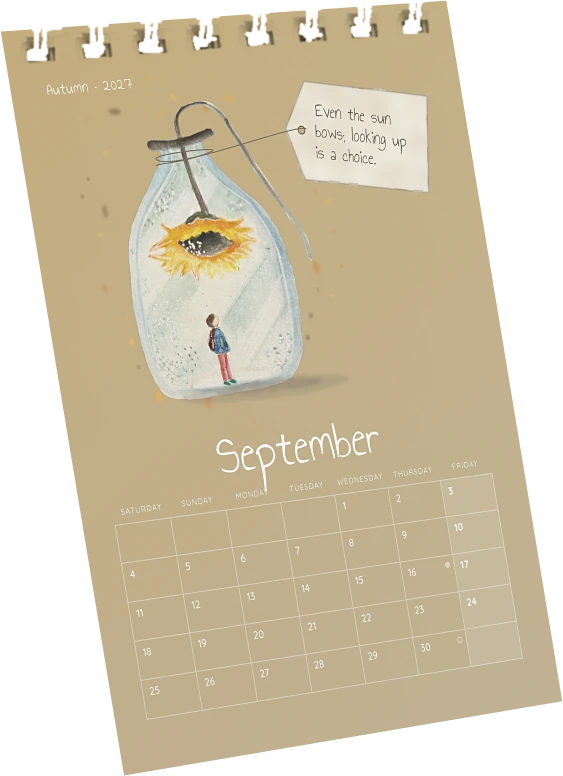 Autumn · 2027
Even the sun
bows; looking up
is a choice.
September
SATURDAY SUNDAY MONDAY TUESDAY WEDNESDAY THURSDAY FRIDAY
1 2 3
4 5 6 7 8 9 10
11 12 13 14 15 16 17
18 19 20 21 22 23 24
25 26 27 28 29 30